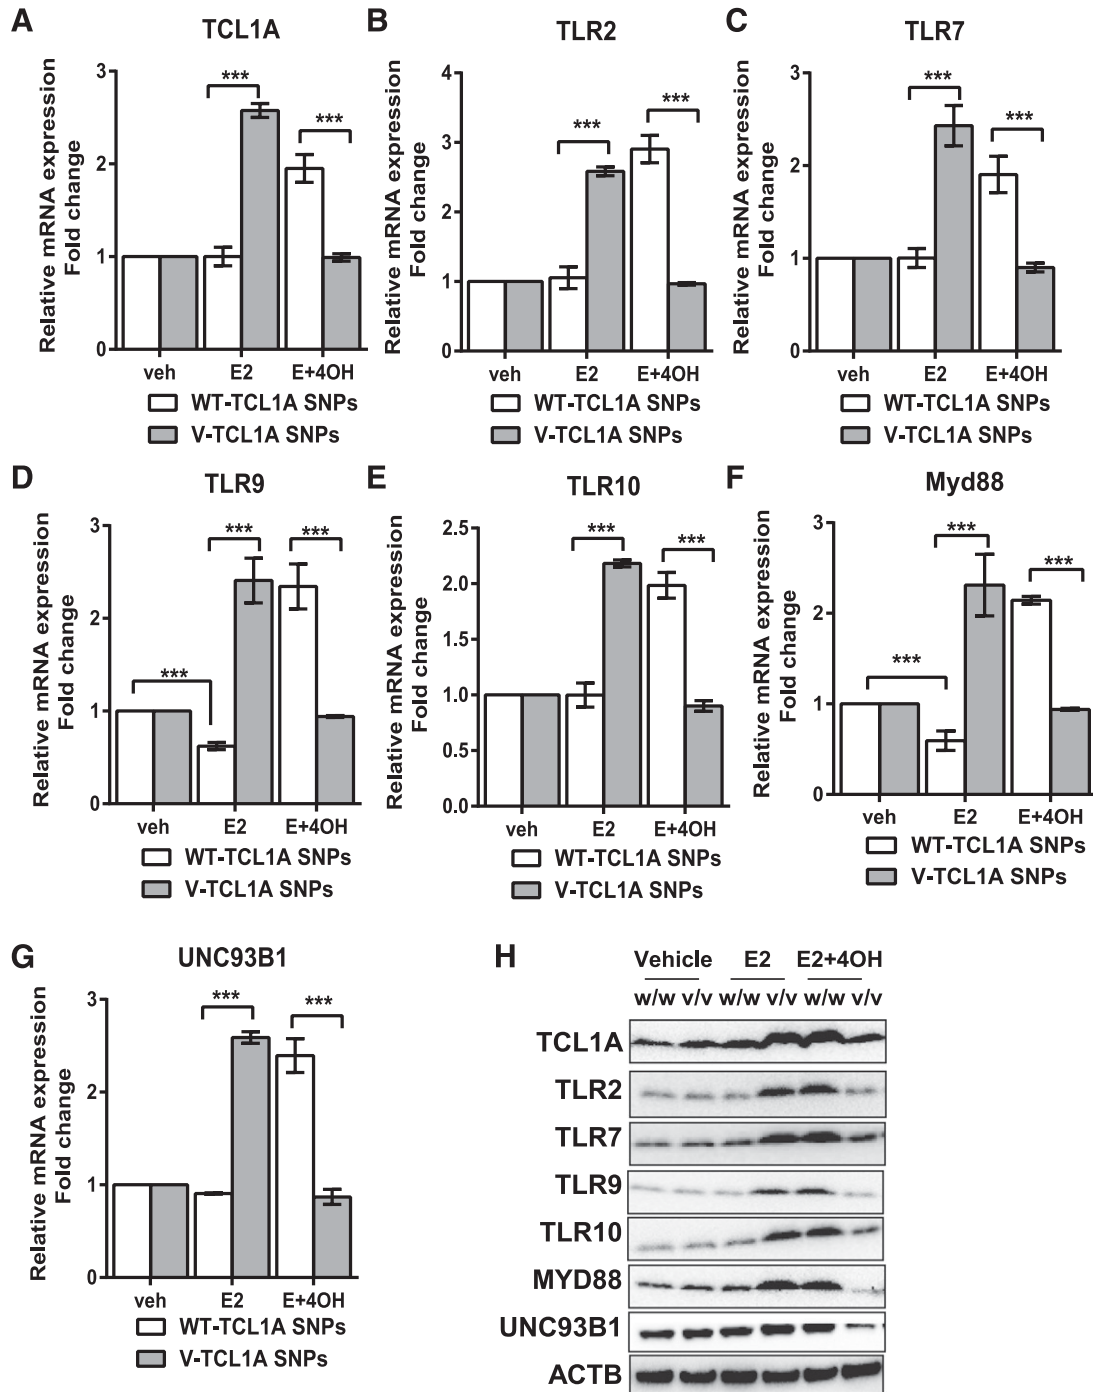 A
TCL1A
Relative mRNA expression
Fold change
3
2
1
0
***
***
veh E2 E+4OH
WT-TCL1A SNPs
V-TCL1A SNPs
B
TLR2
Relative mRNA expression
Fold change
4
3
2
1
0
***
***
veh E2 E+4OH
WT-TCL1A SNPs
V-TCL1A SNPs
C
TLR7
Relative mRNA expression
Fold change
3
2
1
0
***
***
veh E2 E+4OH
WT-TCL1A SNPs
V-TCL1A SNPs
D
TLR9
Relative mRNA expression
Fold change
3
2
1
0
***
***
***
veh E2 E+4OH
WT-TCL1A SNPs
V-TCL1A SNPs
E
TLR10
Relative mRNA expression
Fold change
2.5
2.0
1.5
1.0
0.5
0.0
***
***
veh E2 E+4OH
WT-TCL1A SNPs
V-TCL1A SNPs
F
Myd88
Relative mRNA expression
Fold change
3
2
1
0
***
***
***
veh E2 E+4OH
WT-TCL1A SNPs
V-TCL1A SNPs
G
UNC93B1
Relative mRNA expression
Fold change
3
2
1
0
***
***
veh E2 E+4OH
WT-TCL1A SNPs
V-TCL1A SNPs
H
Vehicle E2 E2+4OH
w/w v/v w/w v/v w/w v/v
TCL1A
TLR2
TLR7
TLR9
TLR10
MYD88
UNC93B1
ACTB